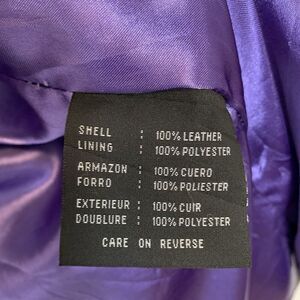 SHELL : 100% LEATHER
LINING : 100% POLYESTER
ARMAZON : 100% CUERO
FORRO : 100% POLIESTER
EXTERIEUR : 100% CUIR
DOUBLURE : 100% POLYESTER
CARE ON REVERSE